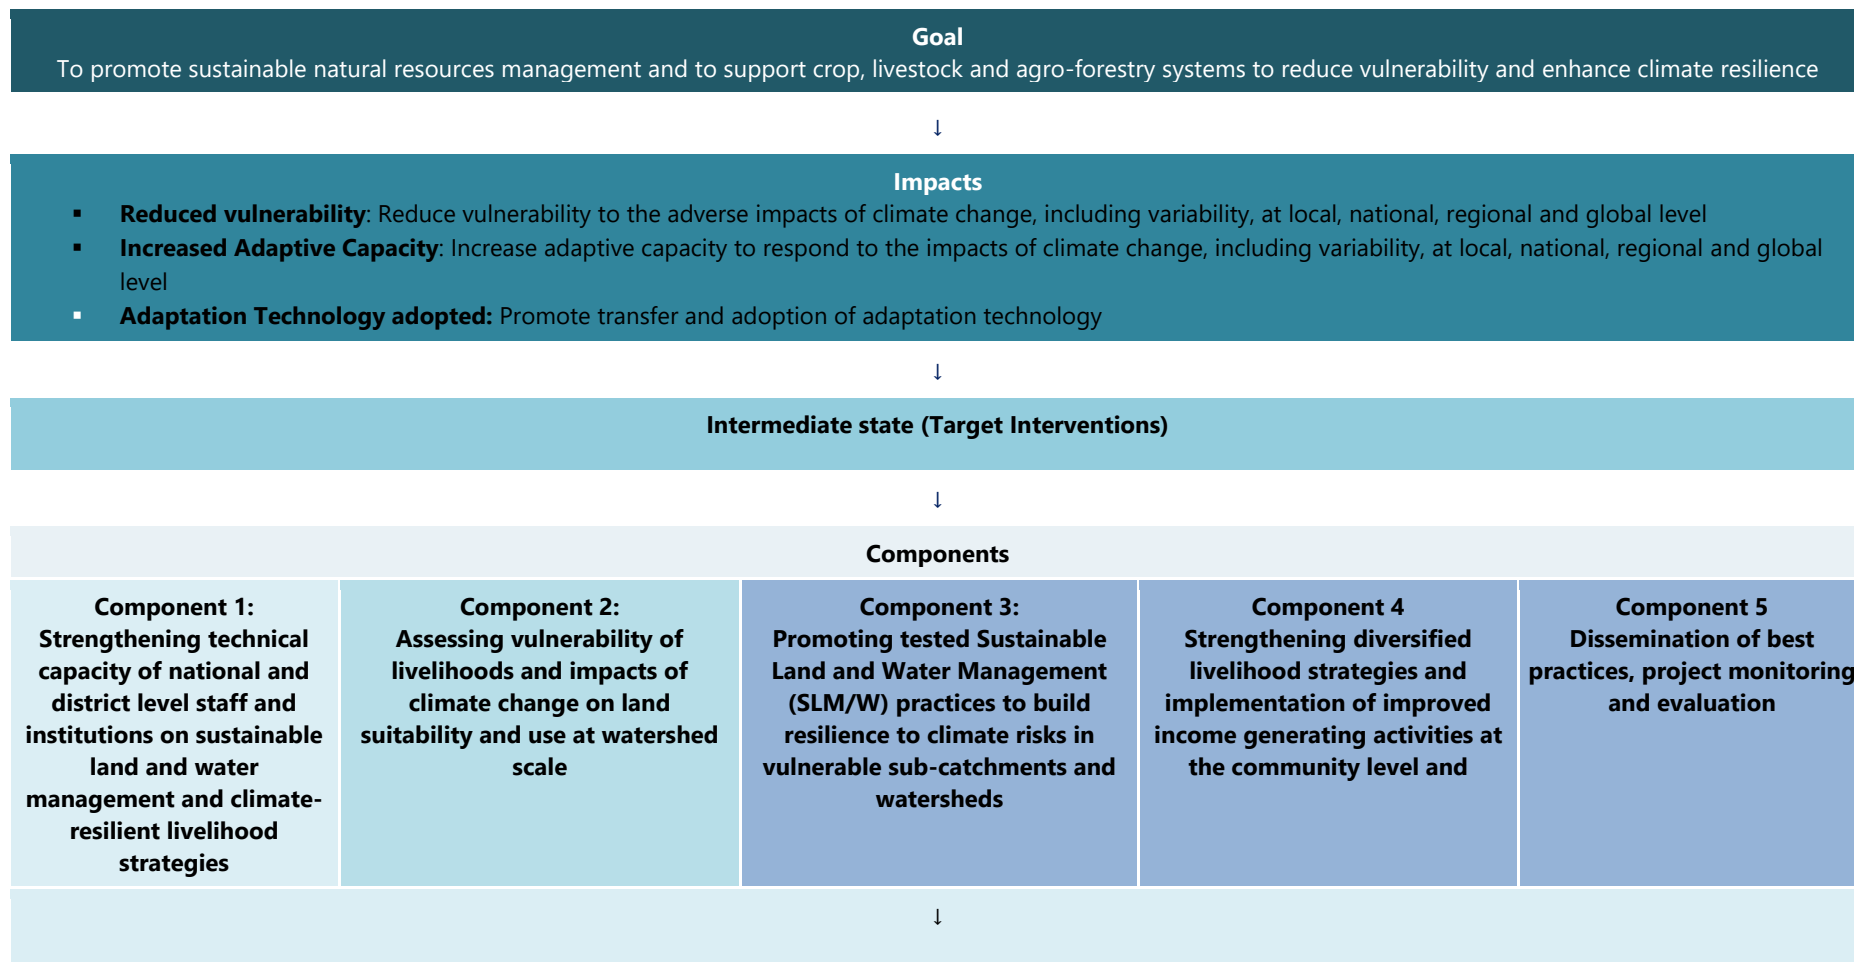 Goal
To promote sustainable natural resources management and to support crop, livestock and agro-forestry systems to reduce vulnerability and enhance climate resilience
↓
Impacts
▪ Reduced vulnerability: Reduce vulnerability to the adverse impacts of climate change, including variability, at local, national, regional and global level
▪ Increased Adaptive Capacity: Increase adaptive capacity to respond to the impacts of climate change, including variability, at local, national, regional and global
level
▪ Adaptation Technology adopted: Promote transfer and adoption of adaptation technology
↓
Intermediate state (Target Interventions)
↓
Components
Component 1:
Strengthening technical
capacity of national and
district level staff and
institutions on sustainable
land and water
management and climate-
resilient livelihood
strategies
Component 2:
Assessing vulnerability of
livelihoods and impacts of
climate change on land
suitability and use at watershed
scale
Component 3:
Promoting tested Sustainable
Land and Water Management
(SLM/W) practices to build
resilience to climate risks in
vulnerable sub-catchments and
watersheds
Component 4
Strengthening diversified
livelihood strategies and
implementation of improved
income generating activities at
the community level and
Component 5
Dissemination of best
practices, project monitoring
and evaluation
↓